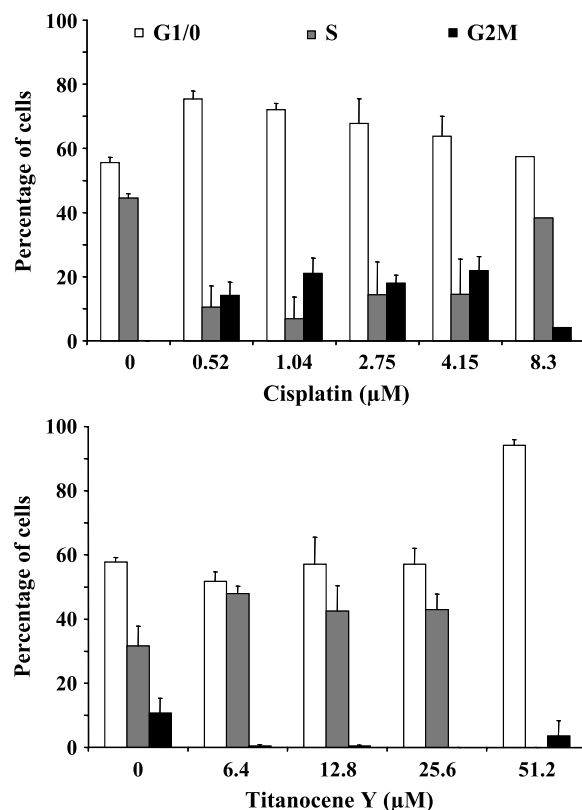 100
G1/0 S G2M
80
60
40
20
0
Percentage of cells
0 0.52 1.04 2.75 4.15 8.3
Cisplatin (µM)
100
80
60
40
20
0
Percentage of cells
0 6.4 12.8 25.6 51.2
Titanocene Y (µM)